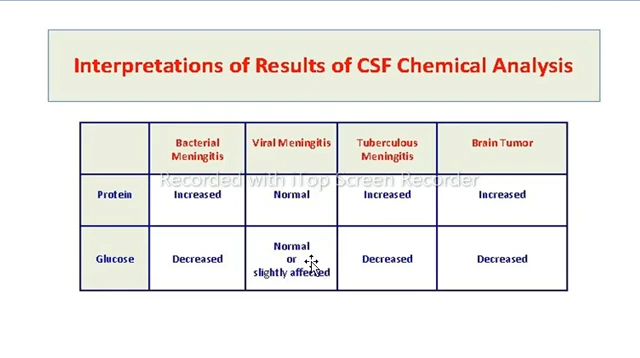 Interpretations of Results of CSF Chemical Analysis
Bacterial Meningitis
Viral Meningitis
Tuberculous Meningitis
Brain Tumor
Recorded with iTop Screen Recorder
Protein
Increased
Normal
Increased
Increased
Glucose
Decreased
Normal
or
slightly affected
Decreased
Decreased